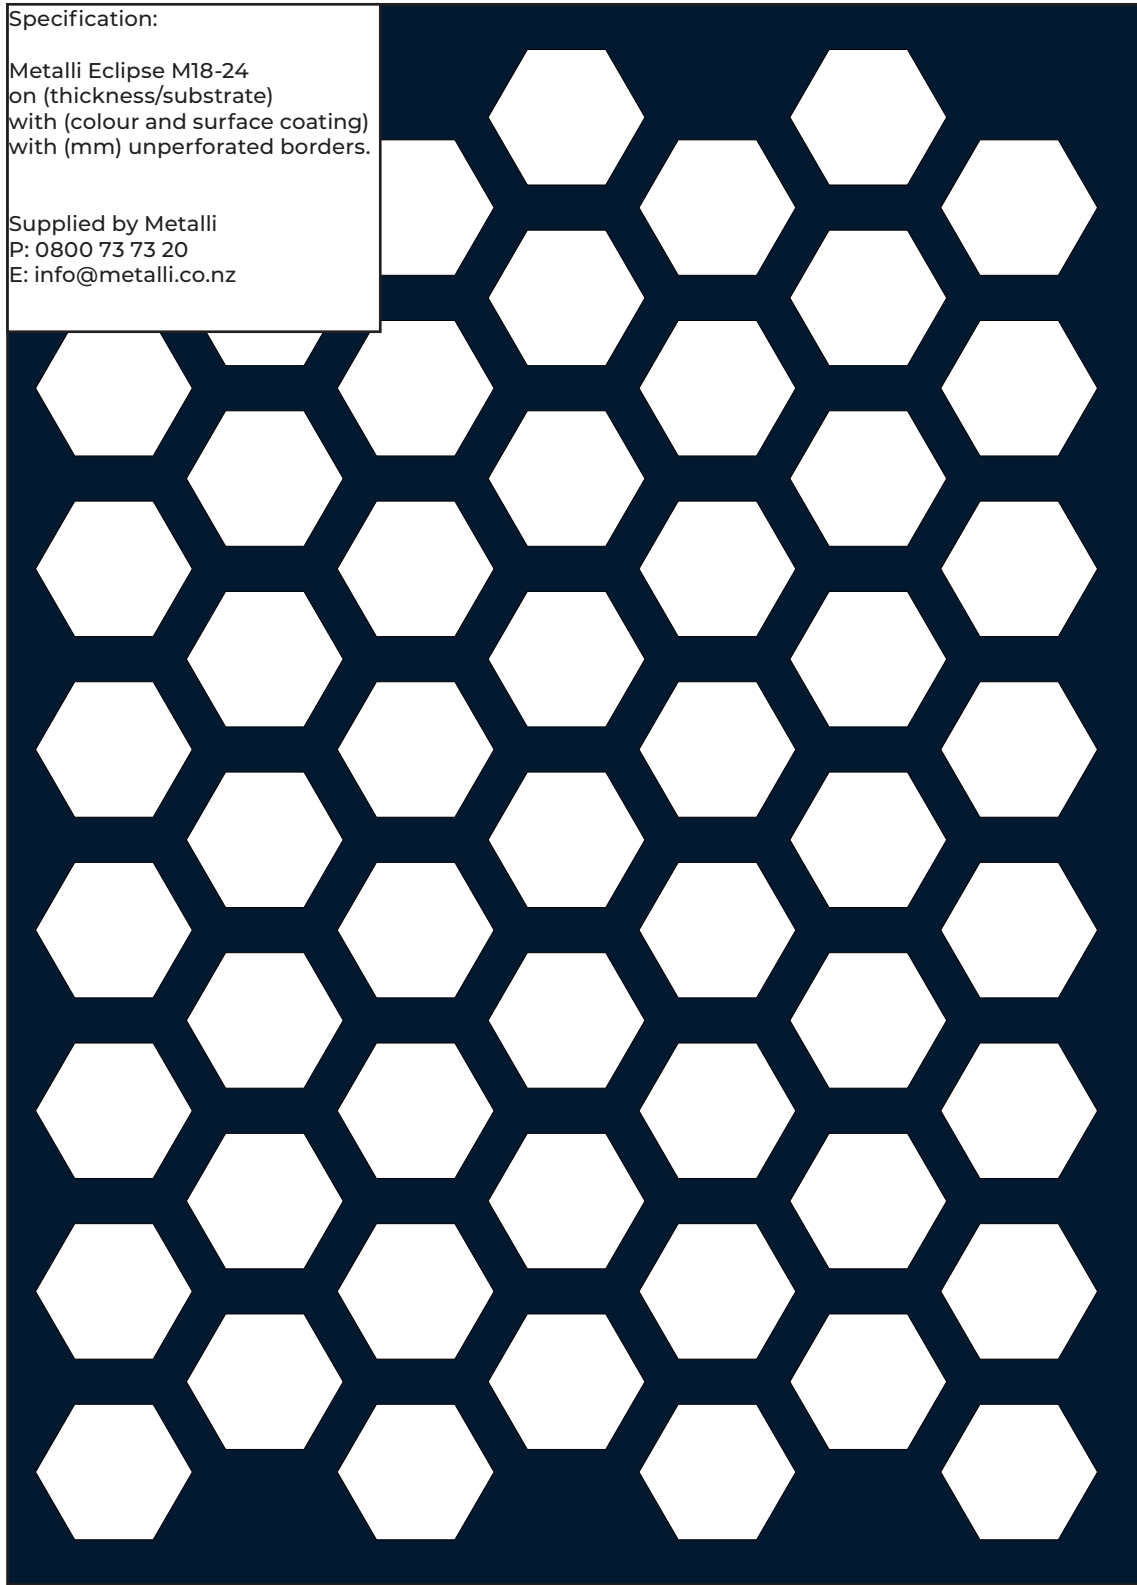 Specification:
Metalli Eclipse M18-24
on (thickness/substrate)
with (colour and surface coating)
with (mm) unperforated borders.
Supplied by Metalli
P: 0800 73 73 20
E: info@metalli.co.nz